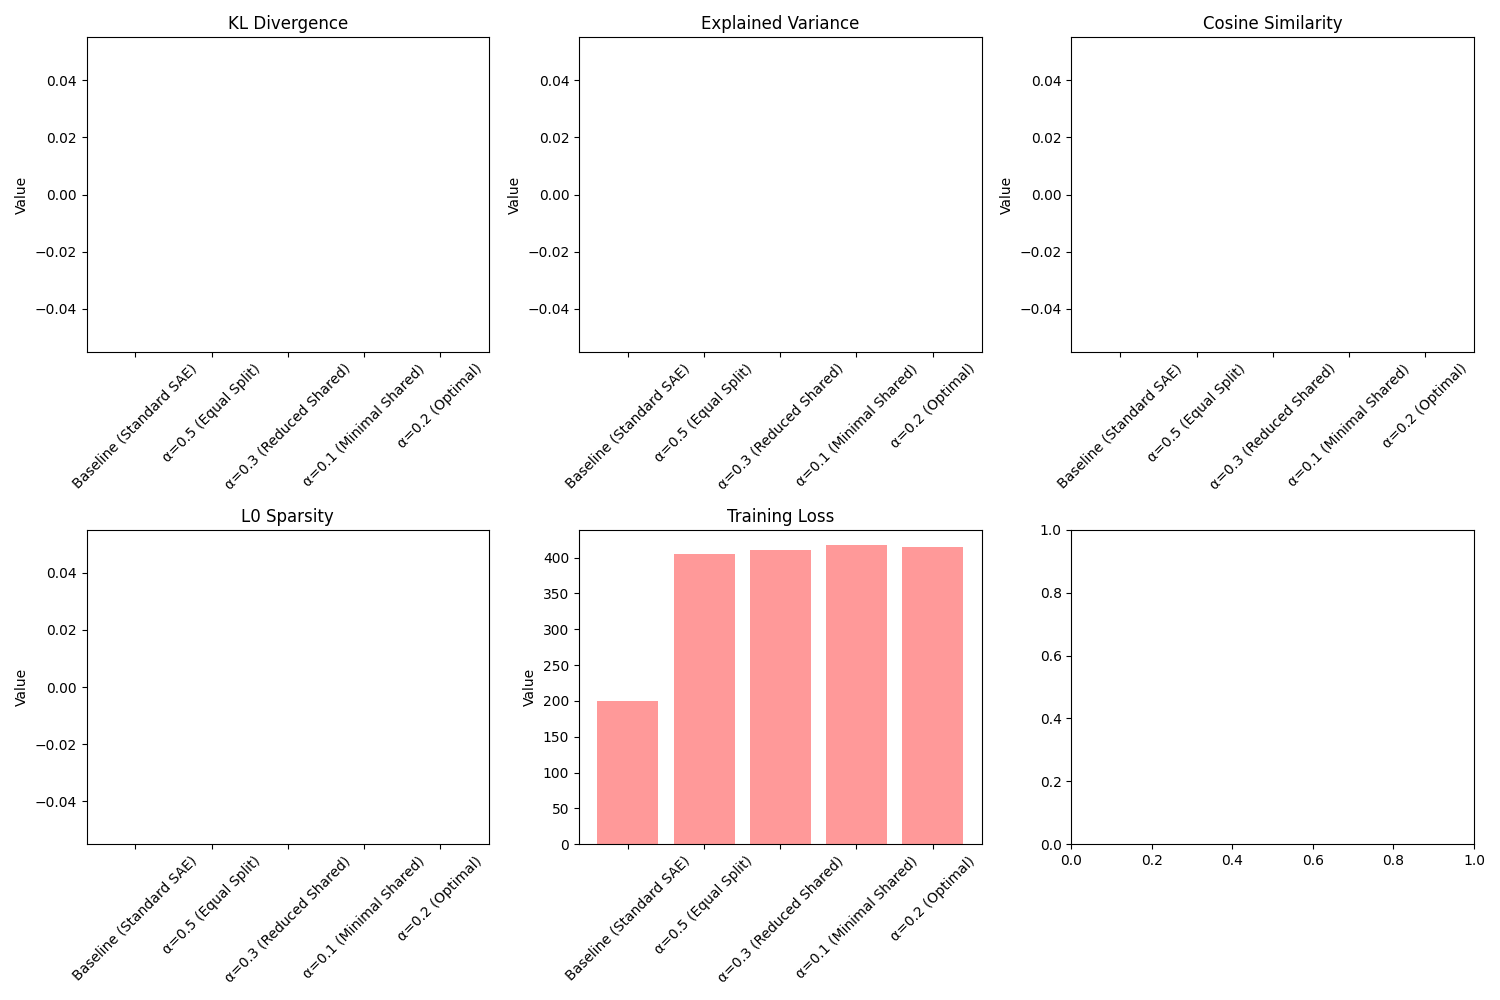 KL Divergence
0.04
0.02
0.00
−0.02
−0.04
Value
Baseline (Standard SAE)
α=0.5 (Equal Split)
α=0.3 (Reduced Shared)
α=0.1 (Minimal Shared)
α=0.2 (Optimal)
Explained Variance
0.04
0.02
0.00
−0.02
−0.04
Value
Baseline (Standard SAE)
α=0.5 (Equal Split)
α=0.3 (Reduced Shared)
α=0.1 (Minimal Shared)
α=0.2 (Optimal)
Cosine Similarity
0.04
0.02
0.00
−0.02
−0.04
Value
Baseline (Standard SAE)
α=0.5 (Equal Split)
α=0.3 (Reduced Shared)
α=0.1 (Minimal Shared)
α=0.2 (Optimal)
L0 Sparsity
0.04
0.02
0.00
−0.02
−0.04
Value
Baseline (Standard SAE)
α=0.5 (Equal Split)
α=0.3 (Reduced Shared)
α=0.1 (Minimal Shared)
α=0.2 (Optimal)
Training Loss
400
350
300
250
200
150
100
50
0
Value
Baseline (Standard SAE)
α=0.5 (Equal Split)
α=0.3 (Reduced Shared)
α=0.1 (Minimal Shared)
α=0.2 (Optimal)
1.0
0.8
0.6
0.4
0.2
0.0
0.0 0.2 0.4 0.6 0.8 1.0